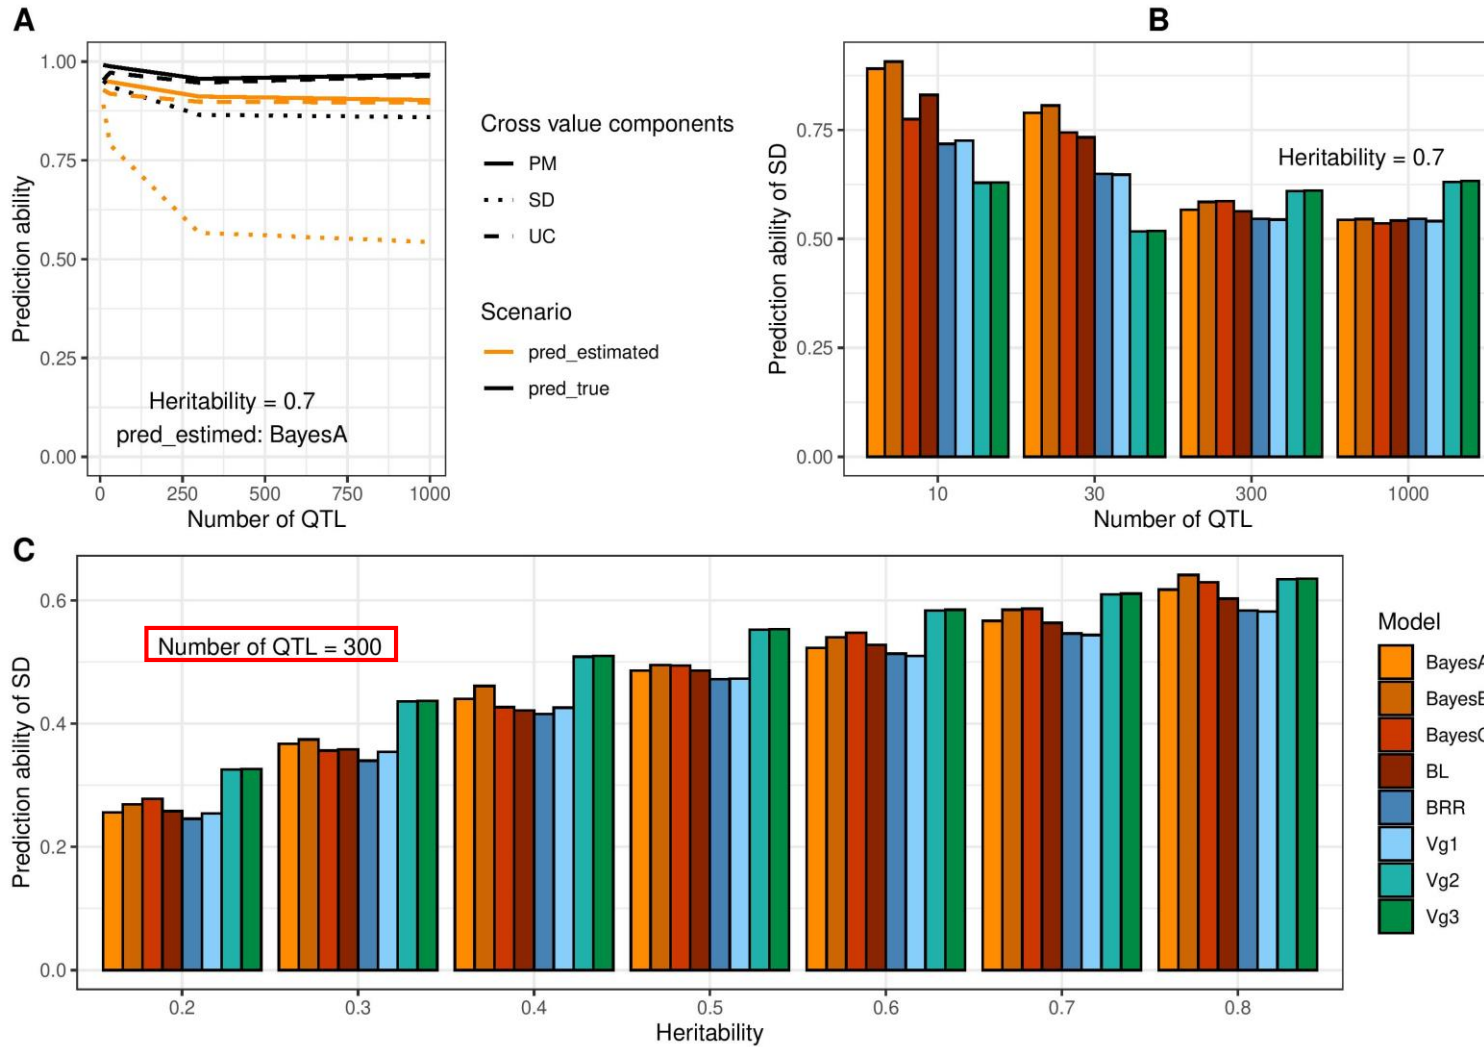 A
Prediction ability
1.00
0.75
0.50
0.25
0.00
Heritability = 0.7
pred_estimed: BayesA
0
250
500
750
1000
Number of QTL
Cross value components
PM
SD
UC
Scenario
pred_estimated
pred_true
B
Prediction ability of SD
0.75
0.50
0.25
0.00
Heritability = 0.7
10
30
300
1000
Number of QTL
C
Prediction ability of SD
0.6
0.4
0.2
0.0
Number of QTL = 300
0.2
0.3
0.4
0.5
0.6
0.7
0.8
Heritability
Model
BayesA
BayesB
BayesC
BL
BRR
Vg1
Vg2
Vg3